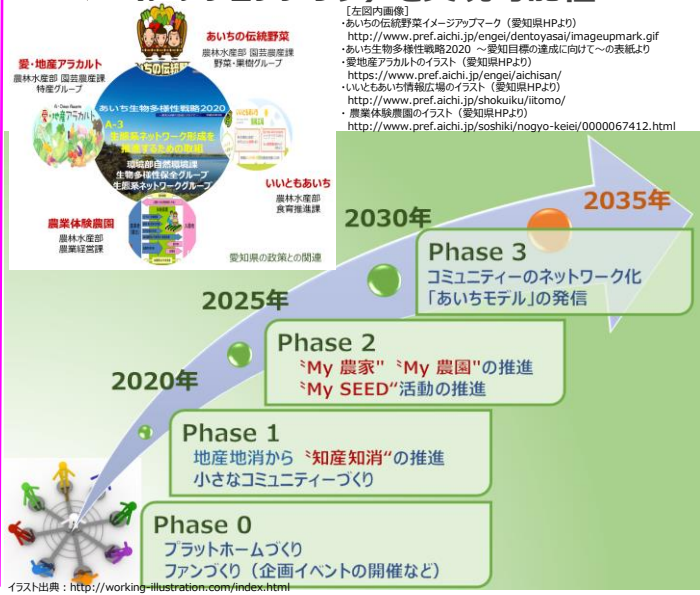 [左図内画像]
・あいちの伝統野菜イメージアップマーク（愛知県HPより）
http://www.pref.aichi.jp/engei/dentoyasai/imageupmark.gif
・あいち生物多様性戦略2020 ～愛知目標の達成に向けて～の表紙より
・愛地産アラカルトのイラスト（愛知県HPより）
https://www.pref.aichi.jp/engei/aichisan/
・いいともあいち情報広場のイラスト（愛知県HPより）
http://www.pref.aichi.jp/shokuiku/iitomo/
・ 農業体験農園のイラスト（愛知県HPより）
http://www.pref.aichi.jp/soshiki/nogyo-keiei/0000067412.html
あいちの伝統野菜
農林水産部 園芸農産課
野菜・果樹グループ
愛・地産アラカルト
農林水産部 園芸農産課
特産グループ
あいちの伝統野菜
愛・地産アラカルト
あいち生物多様性戦略2020
A-3
生態系ネットワーク形成を
推進するための取組
環境部自然環境課
生物多様性保全グループ
生態系ネットワークグループ
いいともあいち
農林水産部
食育推進課
農業体験農園
農林水産部
農業経営課
愛知県の政策との関連
2035年
2030年
Phase 3
コミュニティーのネットワーク化
「あいちモデル」の発信
2025年
Phase 2
〝My 農家" 〝My 農園"の推進
〝My SEED“活動の推進
2020年
Phase 1
地産地消から 〝知産知消“の推進
小さなコミュニティーづくり
Phase 0
プラットホームづくり
ファンづくり（企画イベントの開催など）
イラスト出典：http://working-illustration.com/index.html